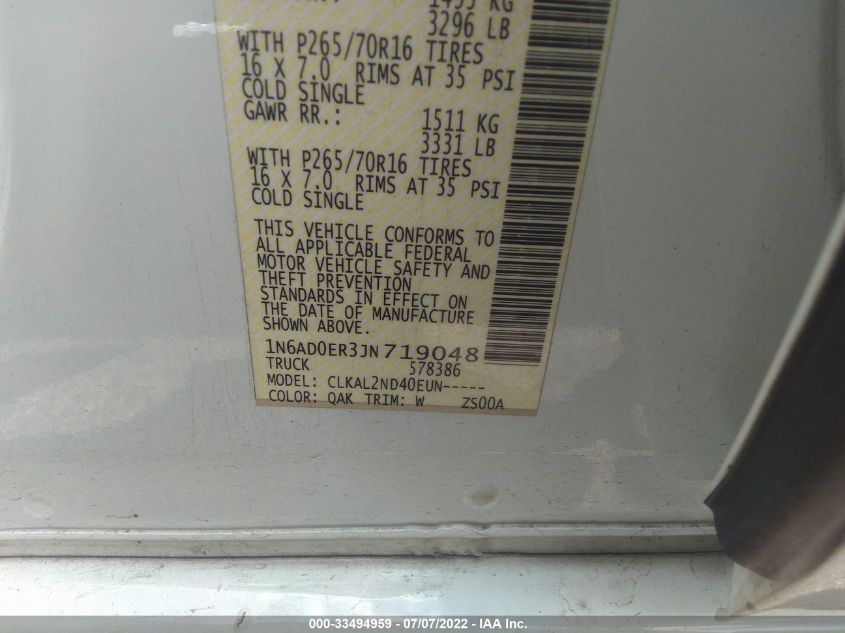 3296 LB
WITH P265/70R16 TIRES
16 X 7.0 RIMS AT 35 PSI
COLD SINGLE
GAWR RR.: 1511 KG
3331 LB
WITH P265/70R16 TIRES
16 X 7.0 RIMS AT 35 PSI
COLD SINGLE
THIS VEHICLE CONFORMS TO
ALL APPLICABLE FEDERAL
MOTOR VEHICLE SAFETY AND
THEFT PREVENTION
STANDARDS IN EFFECT ON
THE DATE OF MANUFACTURE
SHOWN ABOVE.
1N6AD0ER3JN719048
TRUCK 578386
MODEL: CLKAL2ND40EUN-----
COLOR: QAK TRIM: W ZS00A
000-33494959 - 07/07/2022 - IAA Inc.